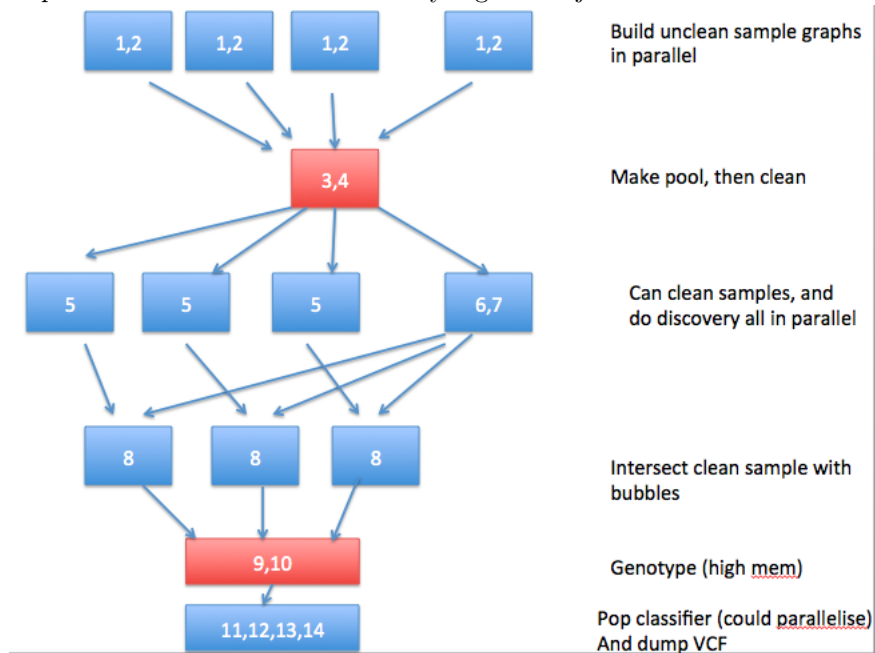 1,2 1,2 1,2 1,2
Build unclean sample graphs
in parallel
3,4
Make pool, then clean
5 5 5 6,7
Can clean samples, and
do discovery all in parallel
8 8 8
Intersect clean sample with
bubbles
9,10
Genotype (high mem)
11,12,13,14
Pop classifier (could parallelise)
And dump VCF